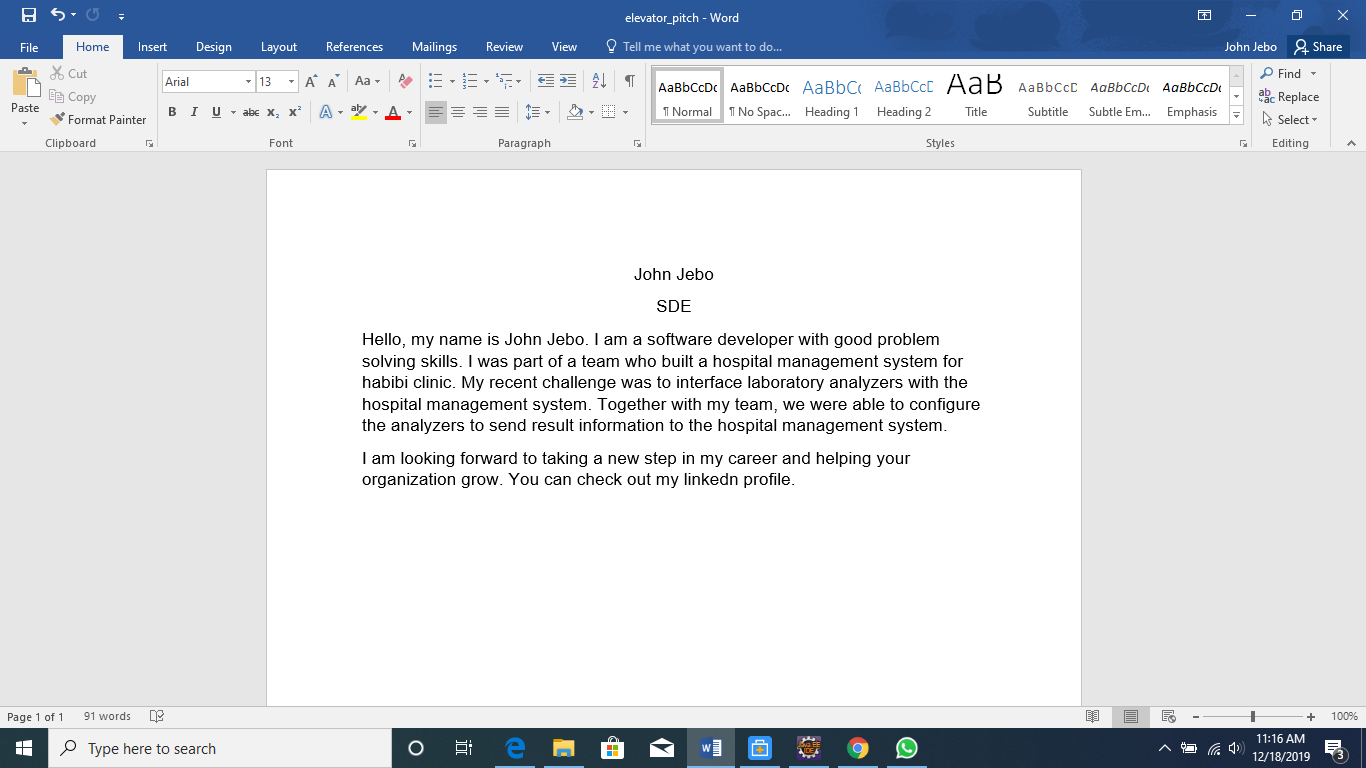 elevator_pitch - Word
File Home Insert Design Layout References Mailings Review View Tell me what you want to do... John Jebo Share
Paste
Cut
Copy
Format Painter
Clipboard
Arial 13 Aa
B I U abc x₂ x² A A
Font
Paragraph
AaBbCcDc AaBbCcDc AaBbCc AaBbCcD AaB AaBbCcD AaBbCcDc AaBbCcDc
¶ Normal ¶ No Spac... Heading 1 Heading 2 Title Subtitle Subtle Em... Emphasis
Styles
Find
Replace
Select
Editing
John Jebo
SDE
Hello, my name is John Jebo. I am a software developer with good problem
solving skills. I was part of a team who built a hospital management system for
habibi clinic. My recent challenge was to interface laboratory analyzers with the
hospital management system. Together with my team, we were able to configure
the analyzers to send result information to the hospital management system.
I am looking forward to taking a new step in my career and helping your
organization grow. You can check out my linkedn profile.
Page 1 of 1 91 words 100%
Type here to search
11:16 AM
12/18/2019
3